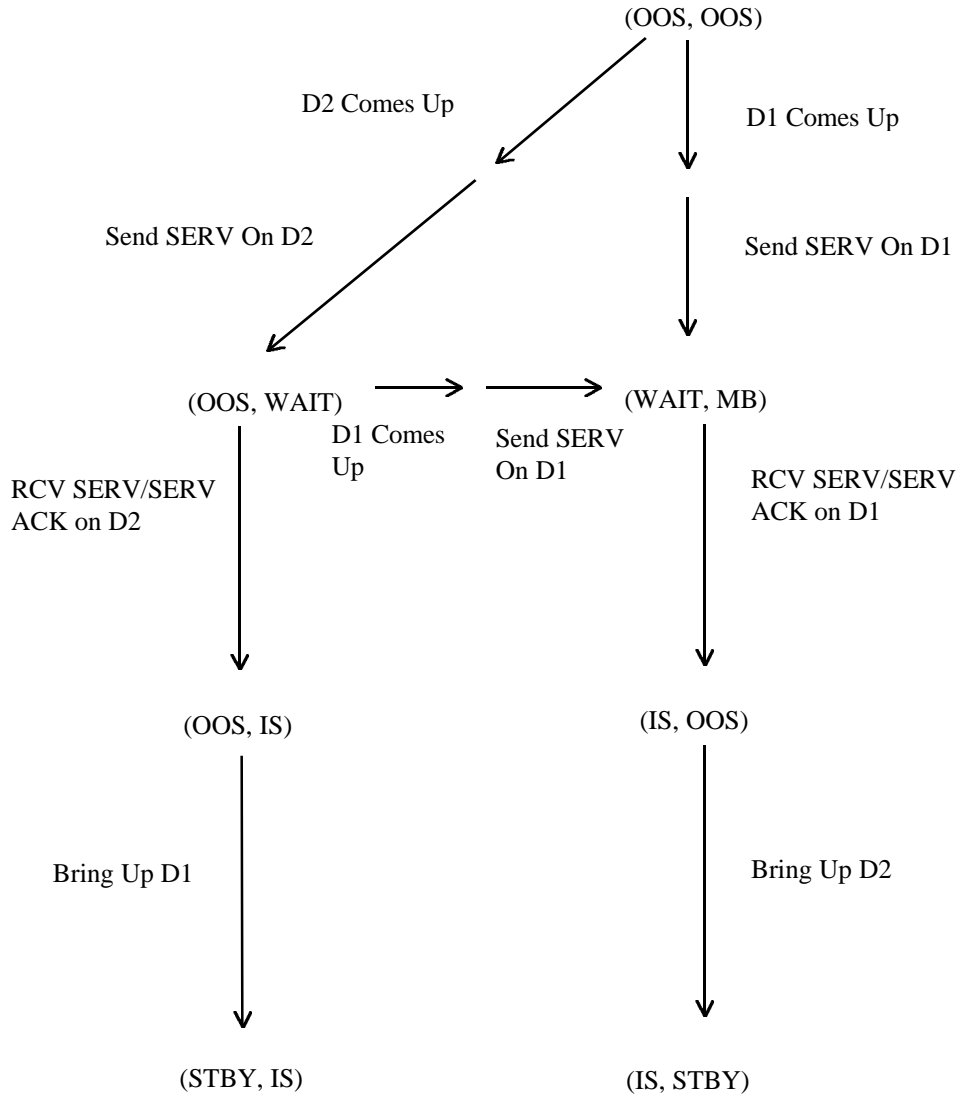 (OOS, OOS)
D2 Comes Up
D1 Comes Up
Send SERV On D2
Send SERV On D1
(OOS, WAIT)
(WAIT, MB)
D1 Comes
Up
Send SERV
On D1
RCV SERV/SERV
ACK on D2
RCV SERV/SERV
ACK on D1
(OOS, IS)
(IS, OOS)
Bring Up D1
Bring Up D2
(STBY, IS)
(IS, STBY)